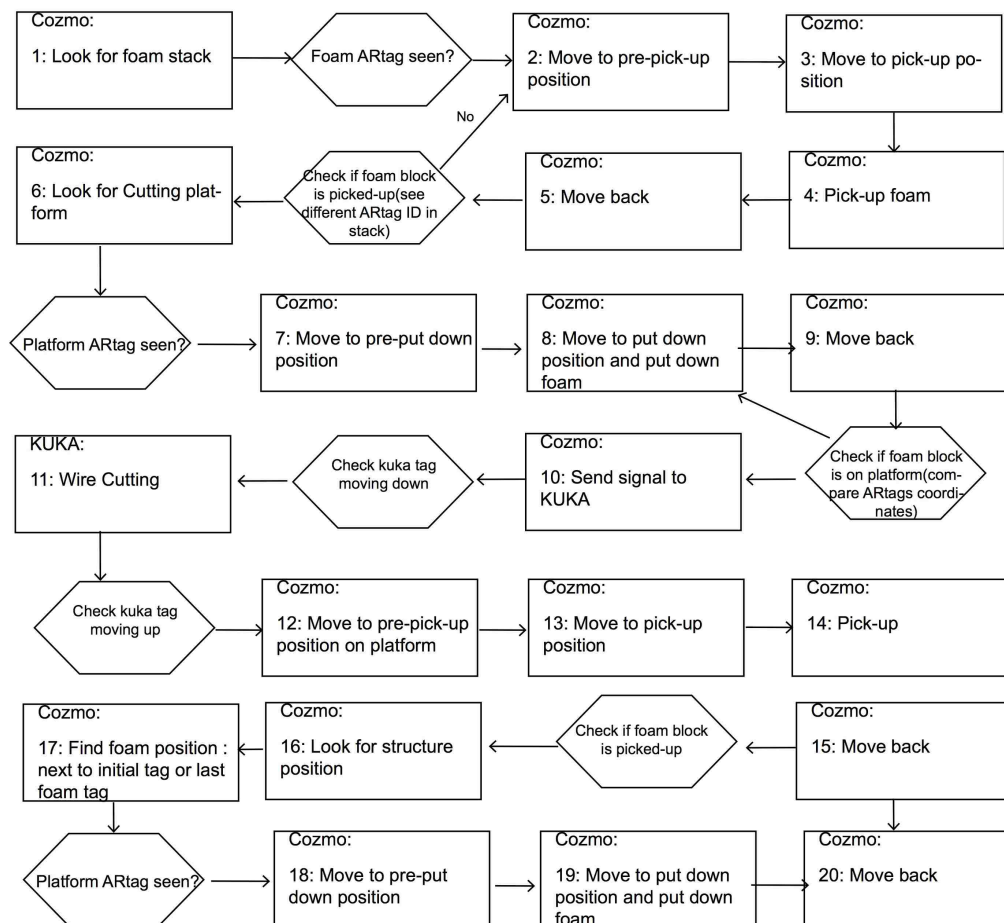 Cozmo:
1: Look for foam stack
Foam ARtag seen?
Cozmo:
2: Move to pre-pick-up
position
Cozmo:
3: Move to pick-up po-
sition
No
Cozmo:
6: Look for Cutting plat-
form
Check if foam block
is picked-up(see
different ARtag ID in
stack)
Cozmo:
5: Move back
Cozmo:
4: Pick-up foam
Platform ARtag seen?
Cozmo:
7: Move to pre-put down
position
Cozmo:
8: Move to put down
position and put down
foam
Cozmo:
9: Move back
KUKA:
11: Wire Cutting
Check kuka tag
moving down
Cozmo:
10: Send signal to
KUKA
Check if foam block
is on platform(com-
pare ARtags coordi-
nates)
Check kuka tag
moving up
Cozmo:
12: Move to pre-pick-up
position on platform
Cozmo:
13: Move to pick-up
position
Cozmo:
14: Pick-up
Cozmo:
17: Find foam position :
next to initial tag or last
foam tag
Cozmo:
16: Look for structure
position
Check if foam block
is picked-up
Cozmo:
15: Move back
Platform ARtag seen?
Cozmo:
18: Move to pre-put
down position
Cozmo:
19: Move to put down
position and put down
foam
Cozmo:
20: Move back